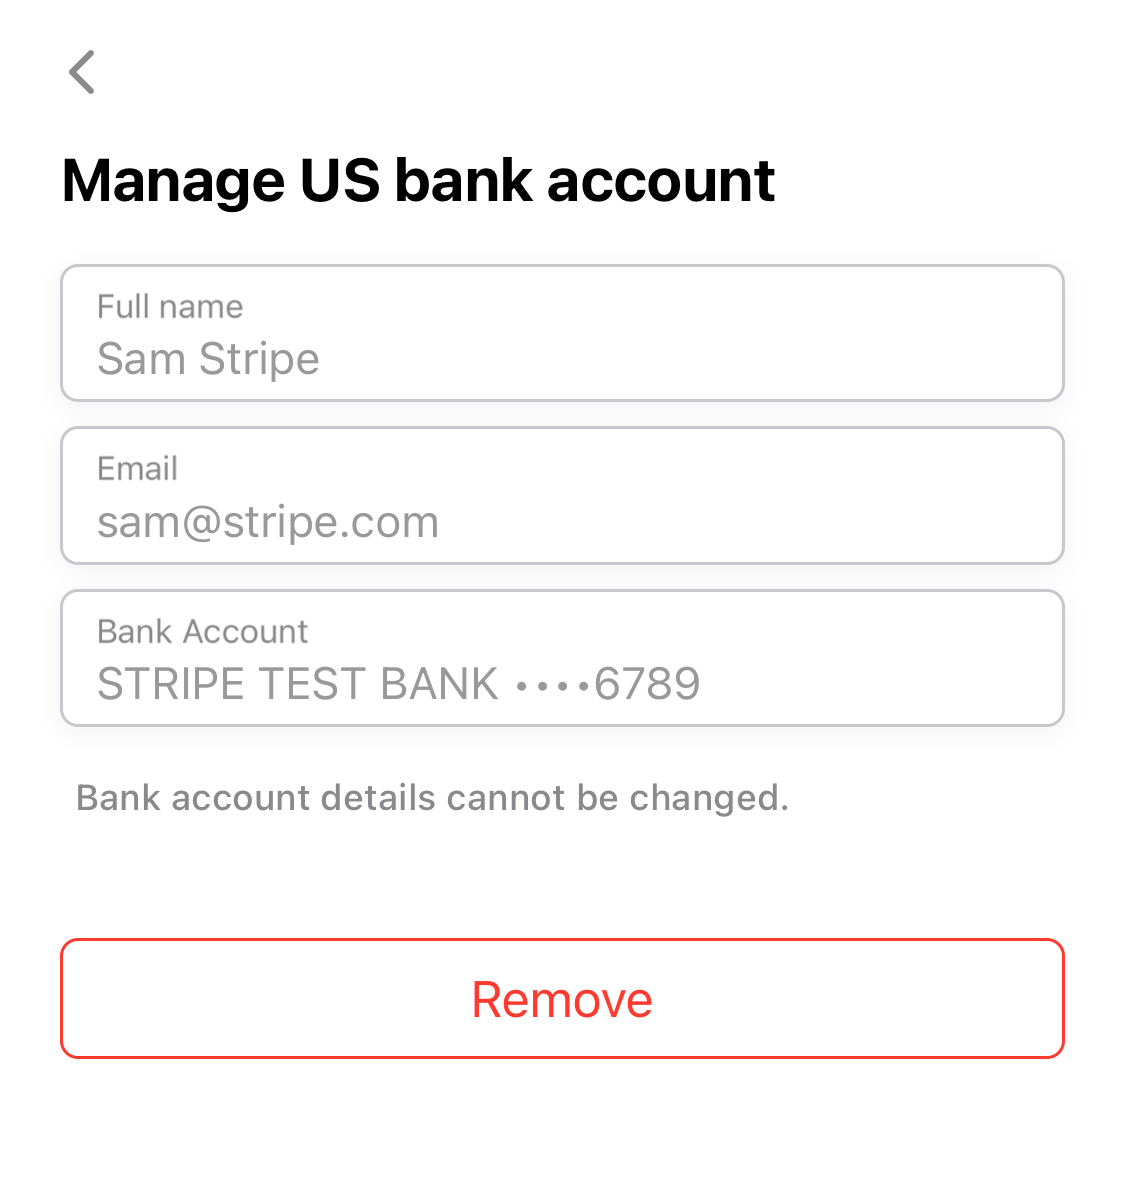 Manage US bank account
Full name
Sam Stripe
Email
sam@stripe.com
Bank Account
STRIPE TEST BANK ••••6789
Bank account details cannot be changed.
Remove